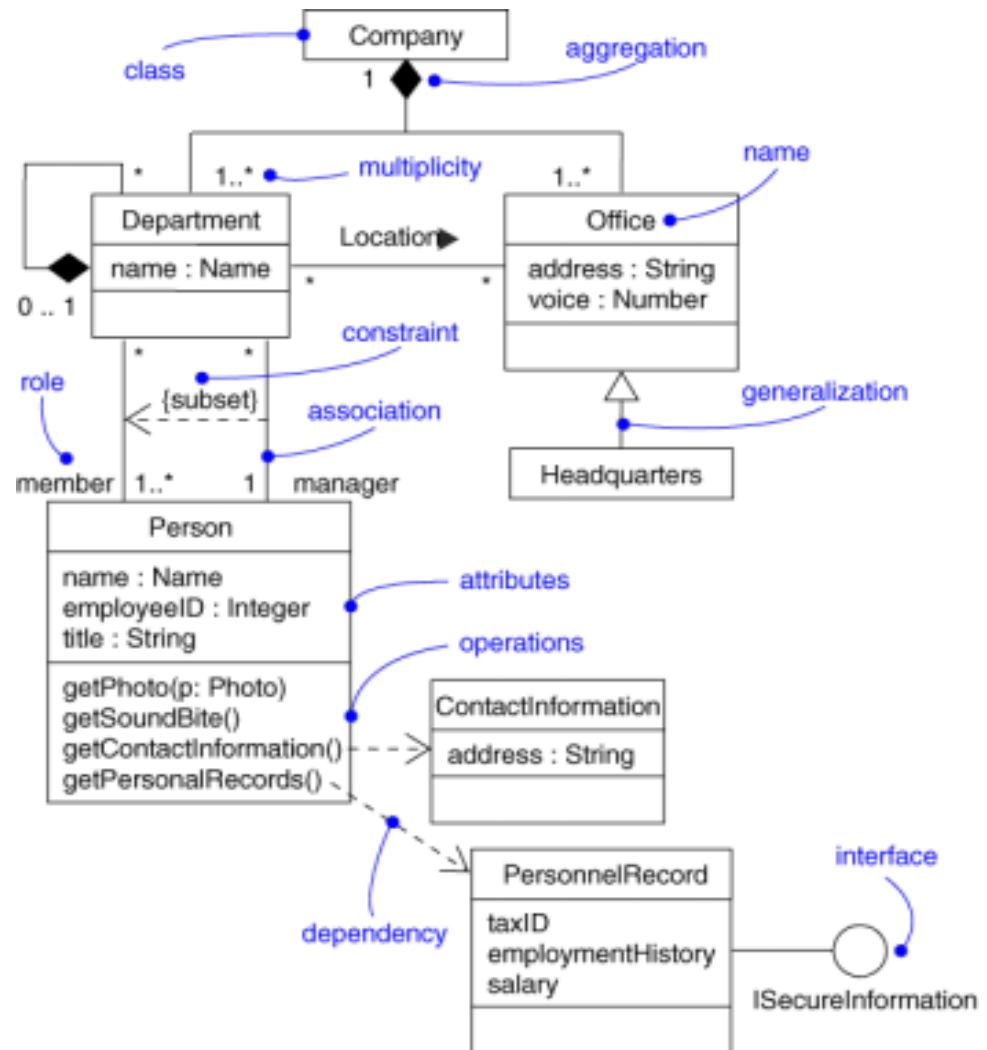 Company
class
aggregation
1
multiplicity
name
*
1..*
1..*
Department
Office
Location
name : Name
address : String
voice : Number
*
*
0 .. 1
constraint
*
*
role
{subset}
association
generalization
member
1..*
1
manager
Headquarters
Person
name : Name
employeeID : Integer
title : String
attributes
operations
getPhoto(p: Photo)
getSoundBite()
getContactInformation()
getPersonalRecords()
ContactInformation
address : String
interface
PersonnelRecord
dependency
taxID
employmentHistory
salary
ISecureInformation